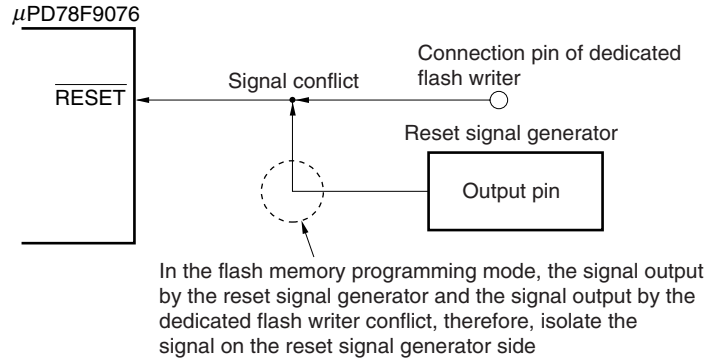 μPD78F9076
RESET
Signal conflict
Connection pin of dedicated
flash writer
Reset signal generator
Output pin
In the flash memory programming mode, the signal output
by the reset signal generator and the signal output by the
dedicated flash writer conflict, therefore, isolate the
signal on the reset signal generator side